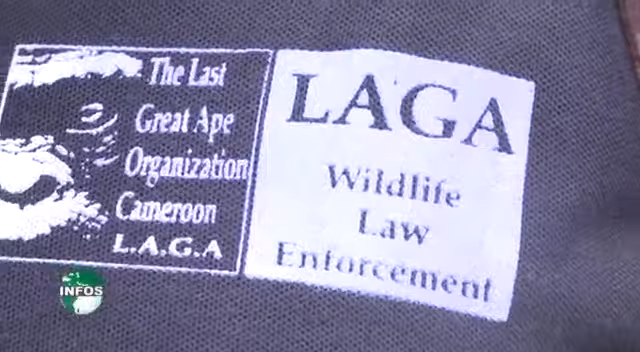 The Last
Great Ape
Organization
Cameroon
L.A.G.A
LAGA
Wildlife
Law
Enforcement
INFOS